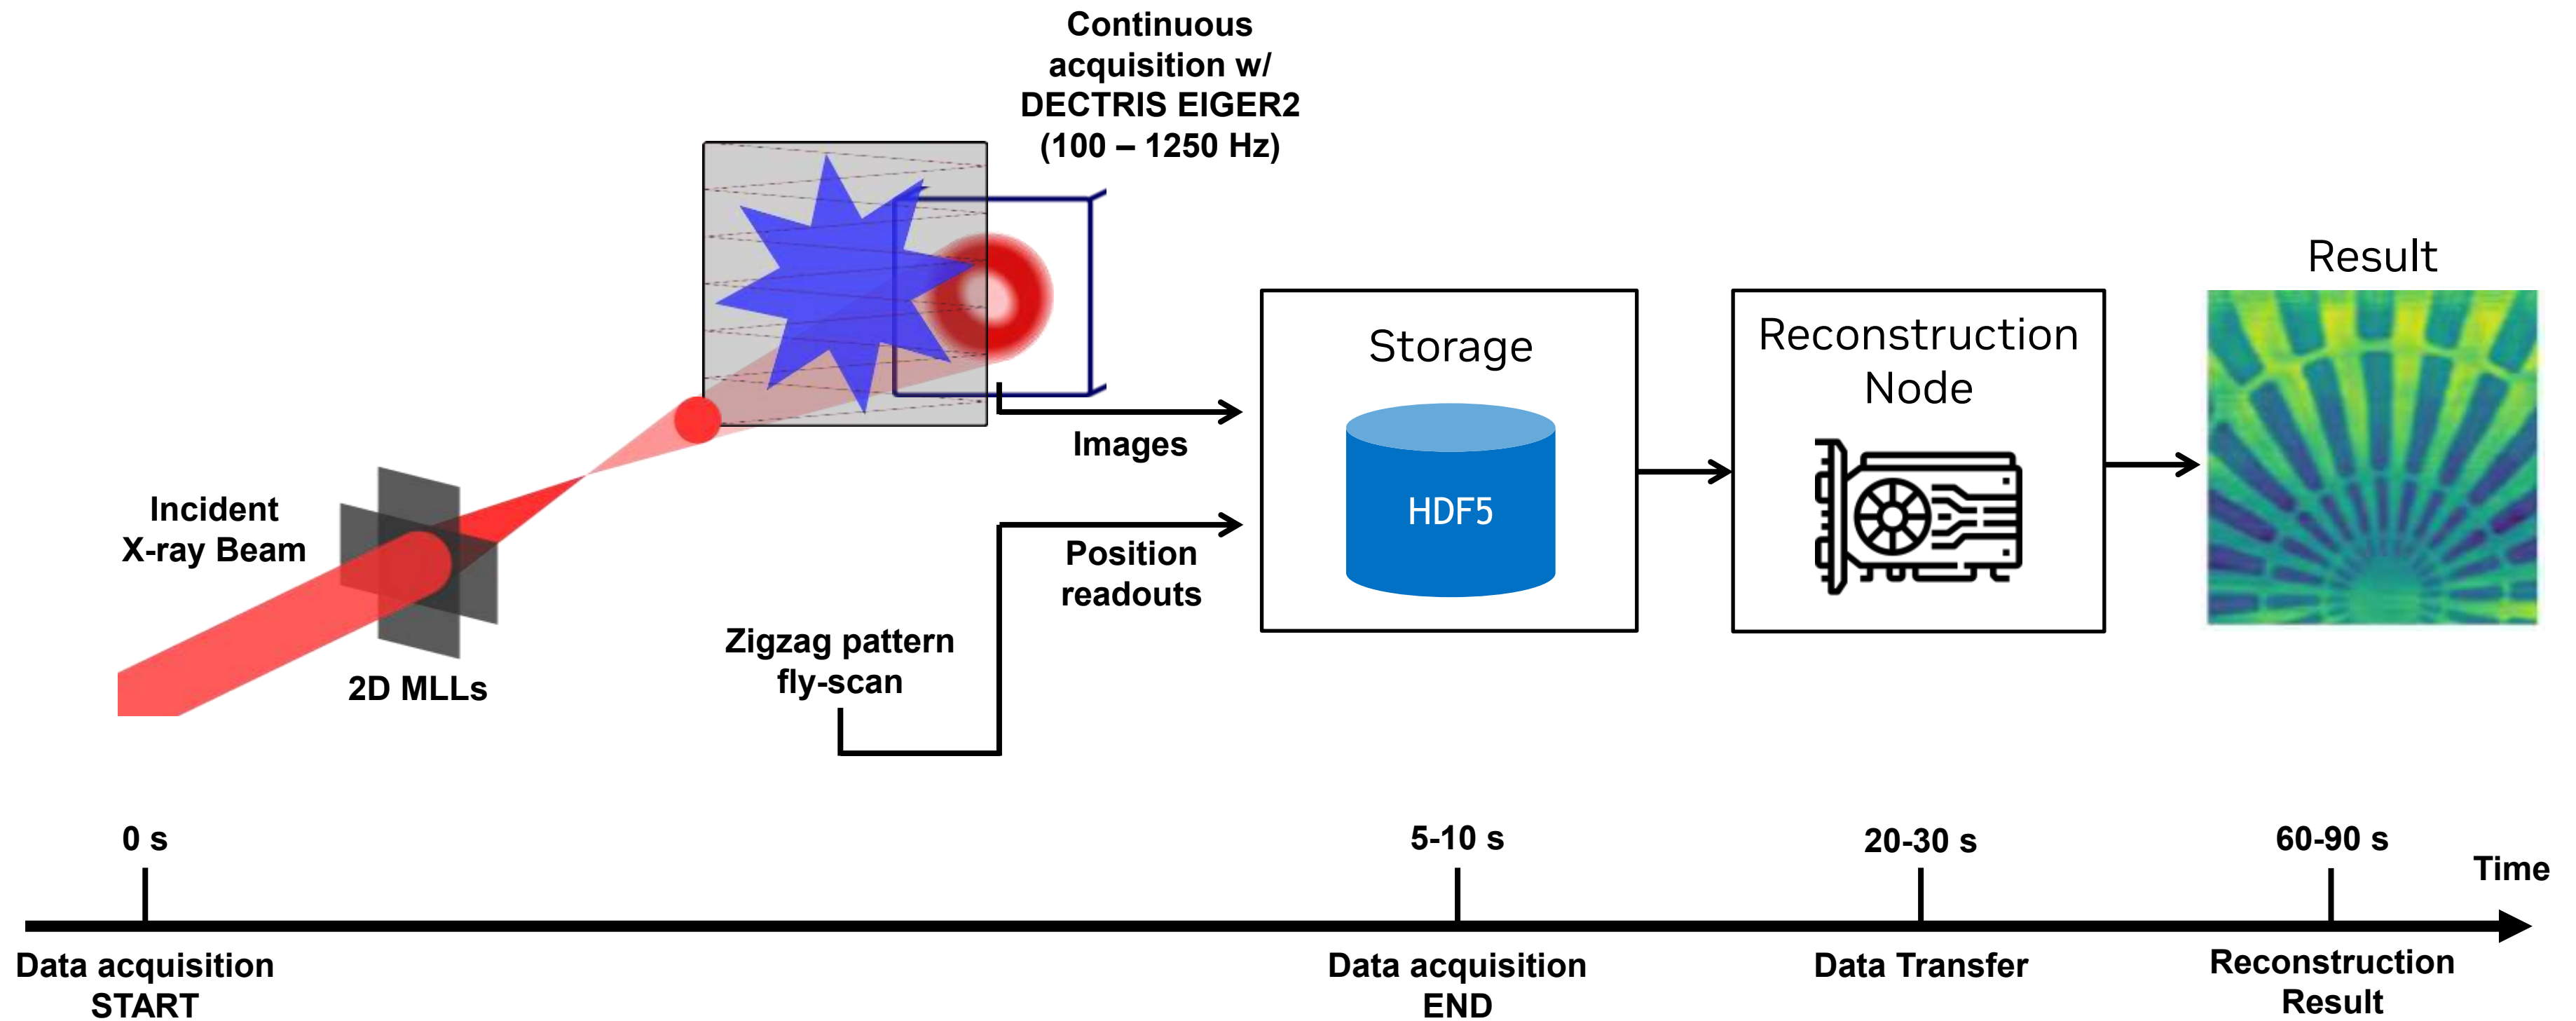 Continuous
acquisition w/
DECTRIS EIGER2
(100 – 1250 Hz)
Incident
X-ray Beam
2D MLLs
Images
Position
readouts
Zigzag pattern
fly-scan
Storage
HDF5
Reconstruction
Node
Result
0 s
5-10 s
20-30 s
60-90 s
Time
Data acquisition
START
Data acquisition
END
Data Transfer
Reconstruction
Result